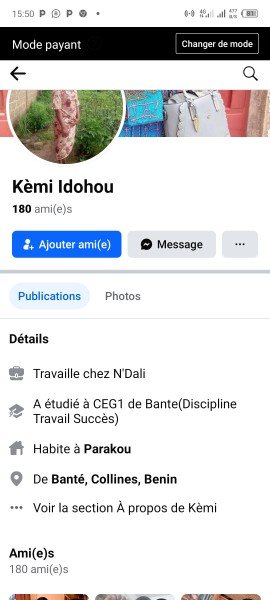 15:50 P P
4G
477 B/S
Mode payant
Changer de mode
Kèmi Idohou
180 ami(e)s
Ajouter ami(e)
Message
Publications
Photos
Détails
Travaille chez N'Dali
A étudié à CEG1 de Bante(Discipline
Travail Succès)
Habite à Parakou
De Banté, Collines, Benin
Voir la section À propos de Kèmi
Ami(e)s
180 ami(e)s